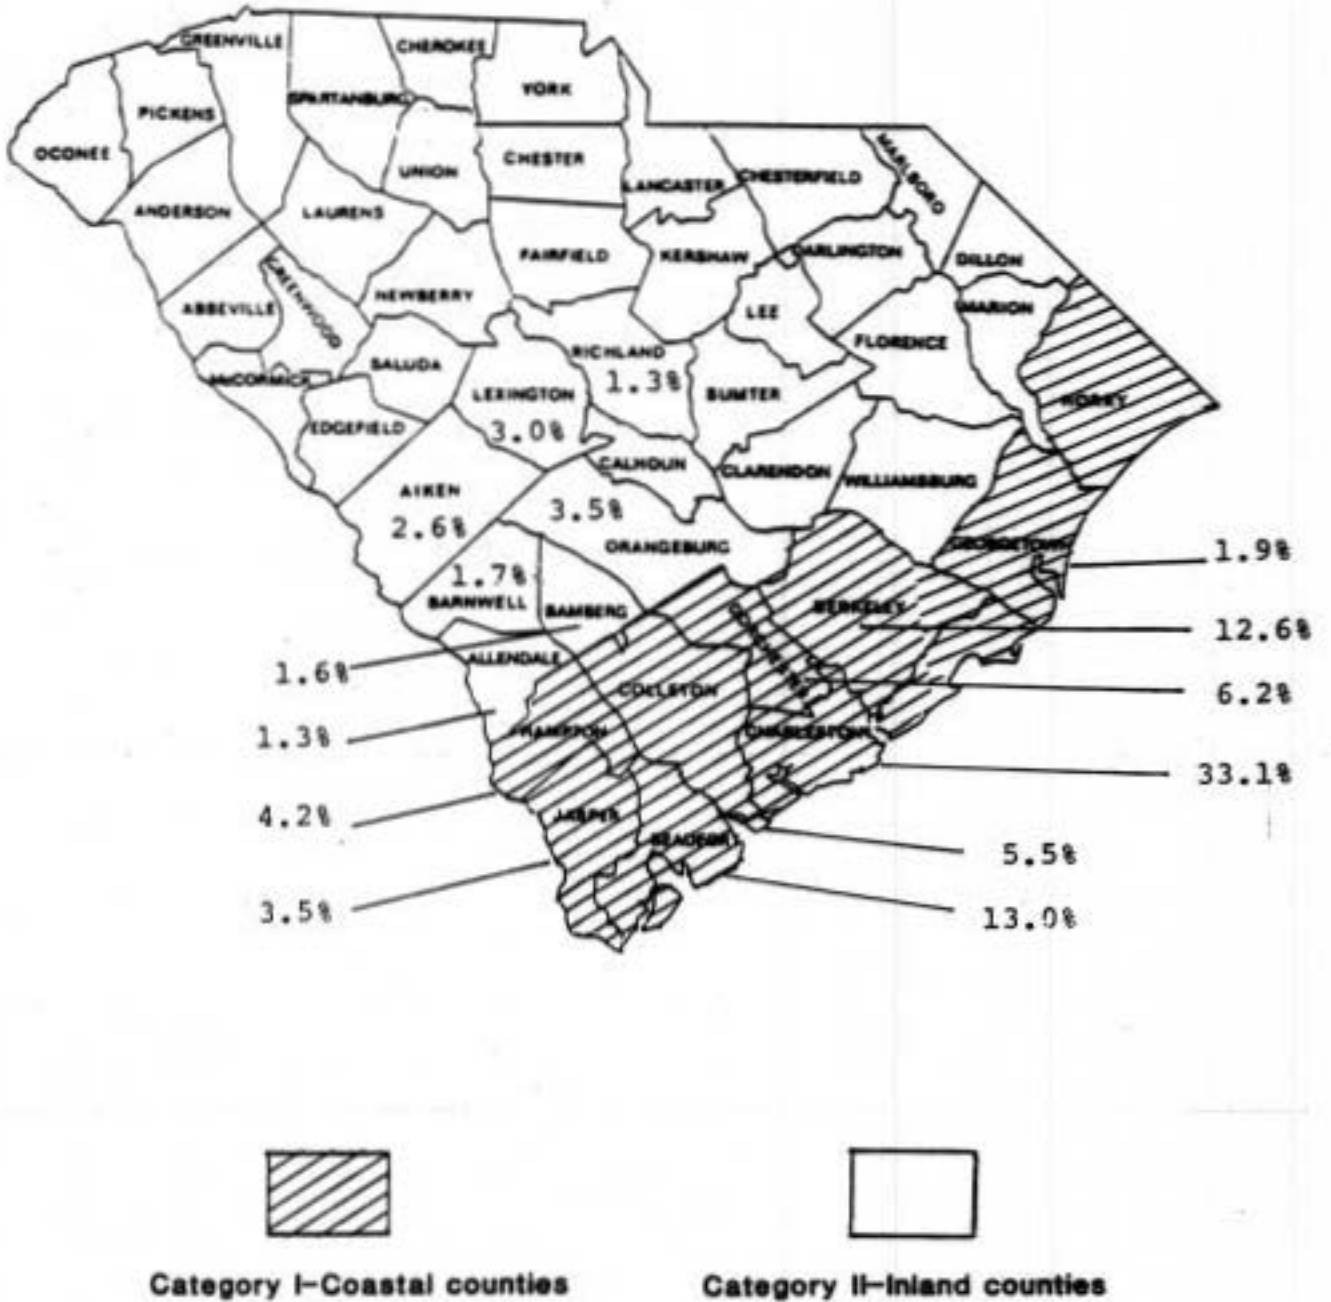 GREENVILLE
CHEROKEE
SPARTANBURG
YORK
PICKENS
OCONEE
UNION
CHESTER
LANCASTER
CHESTERFIELD
MARLBORO
ANDERSON
LAURENS
FAIRFIELD
KERSHAW
DARLINGTON
DILLON
ABBEVILLE
GREENWOOD
NEWBERRY
LEE
MARION
FLORENCE
RICHLAND
1.3%
SALUDA
McCORMICK
LEXINGTON
3.0%
SUMTER
HORRY
EDGEFIELD
CALHOUN
CLARENDON
WILLIAMSBURG
AIKEN
2.6%
3.5%
ORANGEBURG
GEORGETOWN
1.9%
1.7%
BARNWELL
BAMBERG
BERKELEY
12.6%
DORCHESTER
1.6%
ALLENDALE
COLLETON
6.2%
1.3%
HAMPTON
CHARLESTON
33.1%
4.2%
JASPER
BEAUFORT
5.5%
3.5%
13.0%
Category I-Coastal counties
Category II-Inland counties